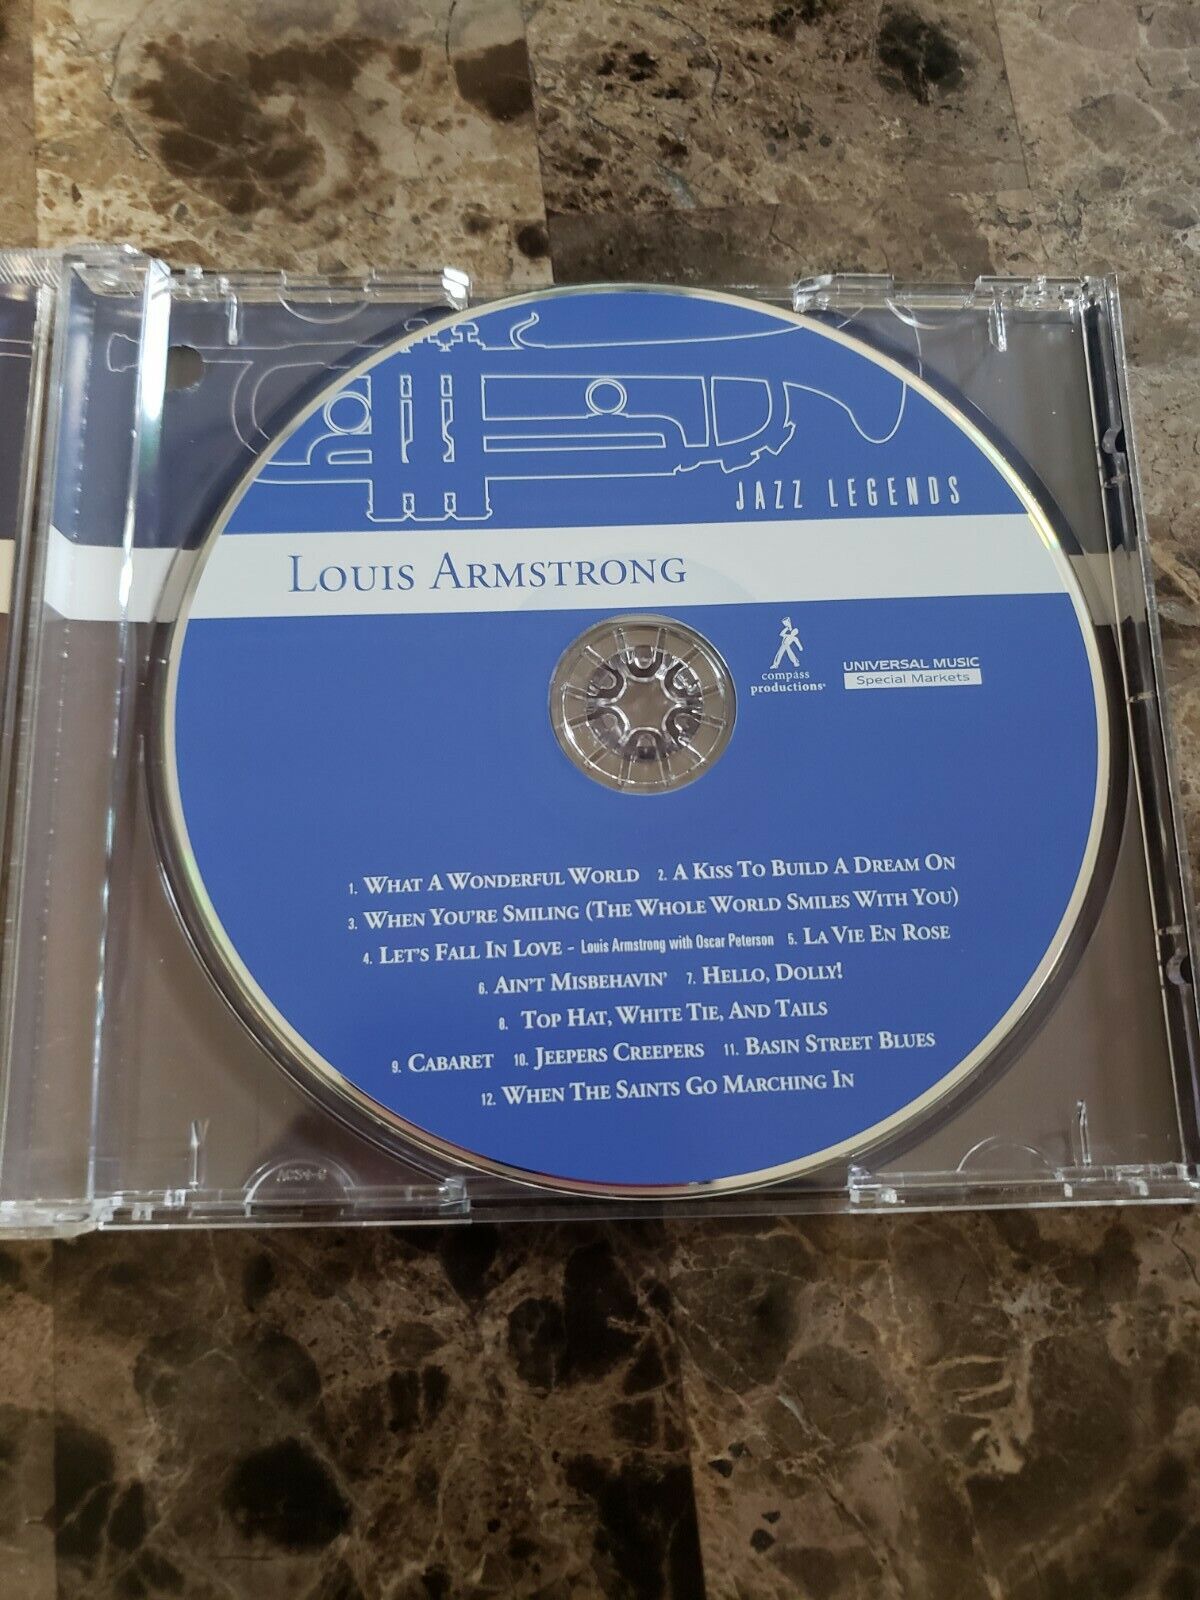 JAZZ LEGENDS
LOUIS ARMSTRONG
compass
productions®
UNIVERSAL MUSIC
Special Markets
1. WHAT A WONDERFUL WORLD 2. A KISS TO BUILD A DREAM ON
3. WHEN YOU'RE SMILING (THE WHOLE WORLD SMILES WITH YOU)
4. LET'S FALL IN LOVE – Louis Armstrong with Oscar Peterson 5. LA VIE EN ROSE
6. AIN'T MISBEHAVIN' 7. HELLO, DOLLY!
8. TOP HAT, WHITE TIE, AND TAILS
9. CABARET 10. JEEPERS CREEPERS 11. BASIN STREET BLUES
12. WHEN THE SAINTS GO MARCHING IN